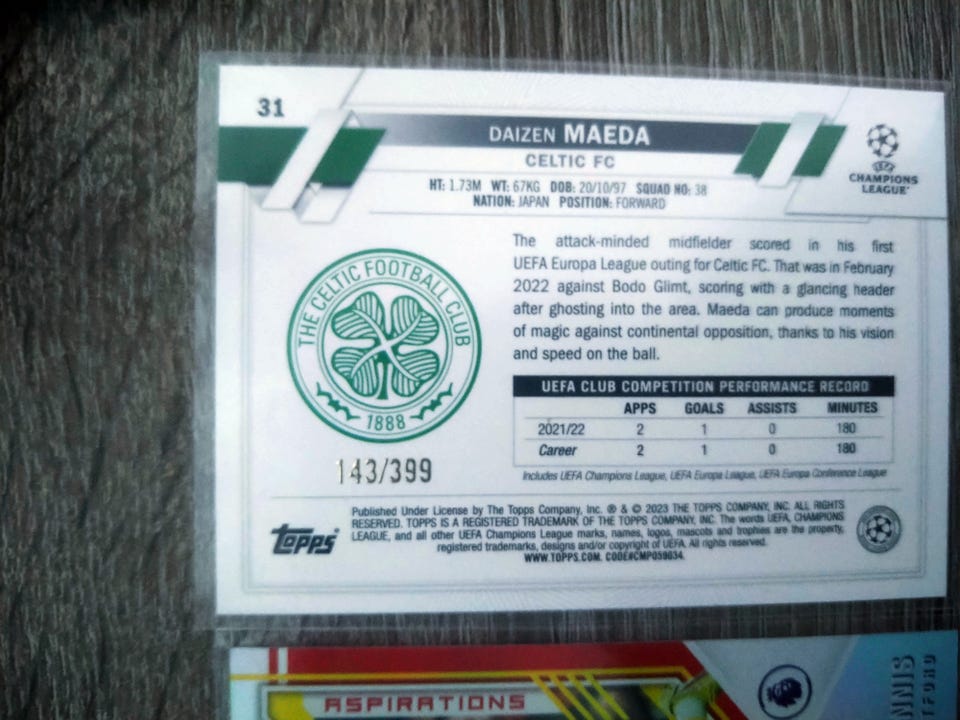 31
DAIZEN MAEDA
CELTIC FC
HT: 1.73M WT: 67KG DOB: 20/10/97 SQUAD NO: 38
NATION: JAPAN POSITION: FORWARD
UEFA
CHAMPIONS
LEAGUE
THE CELTIC FOOTBALL CLUB
1888
143/399
The attack-minded midfielder scored in his first
UEFA Europa League outing for Celtic FC. That was in February
2022 against Bodo Glimt, scoring with a glancing header
after ghosting into the area. Maeda can produce moments
of magic against continental opposition, thanks to his vision
and speed on the ball.
UEFA CLUB COMPETITION PERFORMANCE RECORD
APPS GOALS ASSISTS MINUTES
2021/22 2 1 0 180
Career 2 1 0 180
Includes UEFA Champions League, UEFA Europa League, UEFA Europa Conference League
topps
Published Under License by The Topps Company, Inc. ® & © 2023 THE TOPPS COMPANY, INC. ALL RIGHTS
RESERVED. TOPPS IS A REGISTERED TRADEMARK OF THE TOPPS COMPANY, INC. The words UEFA, CHAMPIONS
LEAGUE, and all other UEFA Champions League marks, names, logos, mascots and trophies are the property,
registered trademarks, designs and/or copyright of UEFA. All rights reserved.
WWW.TOPPS.COM. CODE#CMP059034.
ASPIRATIONS